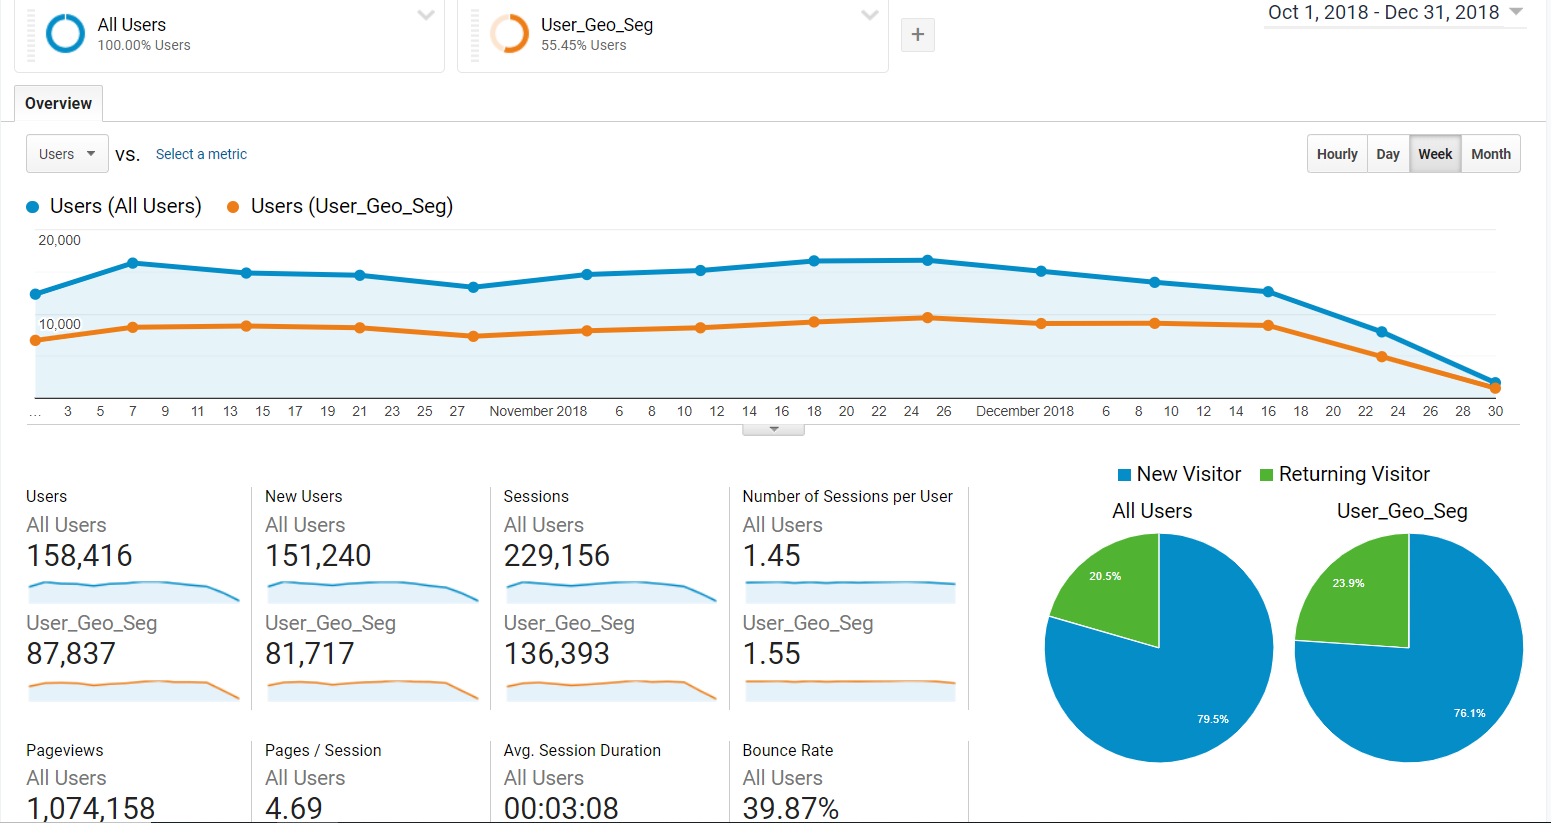 All Users
100.00% Users
User_Geo_Seg
55.45% Users
+
Oct 1, 2018 - Dec 31, 2018
Overview
Users
VS.
Select a metric
Hourly Day Week Month
Users (All Users) Users (User_Geo_Seg)
20,000
10,000
... 3 5 7 9 11 13 15 17 19 21 23 25 27 November 2018 6 8 10 12 14 16 18 20 22 24 26 December 2018 6 8 10 12 14 16 18 20 22 24 26 28 30
Users
All Users
158,416
User_Geo_Seg
87,837
New Users
All Users
151,240
User_Geo_Seg
81,717
Sessions
All Users
229,156
User_Geo_Seg
136,393
Number of Sessions per User
All Users
1.45
User_Geo_Seg
1.55
Pageviews
All Users
1,074,158
Pages / Session
All Users
4.69
Avg. Session Duration
All Users
00:03:08
Bounce Rate
All Users
39.87%
New Visitor Returning Visitor
All Users
20.5%
79.5%
User_Geo_Seg
23.9%
76.1%